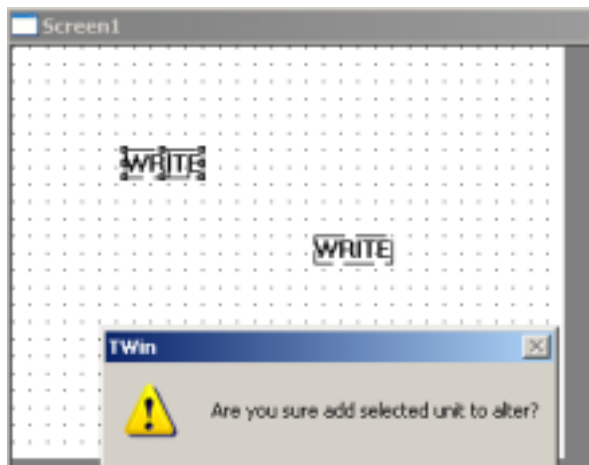 Screen1
WRITE
WRITE
TWin
Are you sure add selected unit to alter?